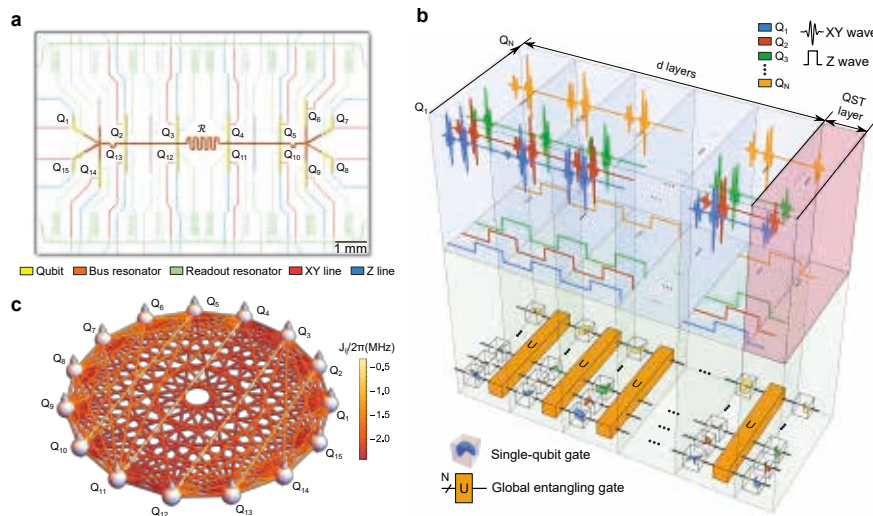 a
Q1
Q2
Q3
ℛ
Q4
Q5
Q6
Q7
Q15
Q14
Q13
Q12
Q11
Q10
Q9
Q8
1 mm
Qubit
Bus resonator
Readout resonator
XY line
Z line
b
QN
Q1
d layers
Q1
Q2
Q3
QN
XY wave
Z wave
QST
layer
...
U
U
U
...
U
Single-qubit gate
N
U
Global entangling gate
c
Q6
Q5
Q4
Q7
Q3
Q8
Q2
Q9
Q1
Q10
Q15
Q11
Q14
Q12
Q13
Jij/2π(MHz)
−0.5
−1.0
−1.5
−2.0